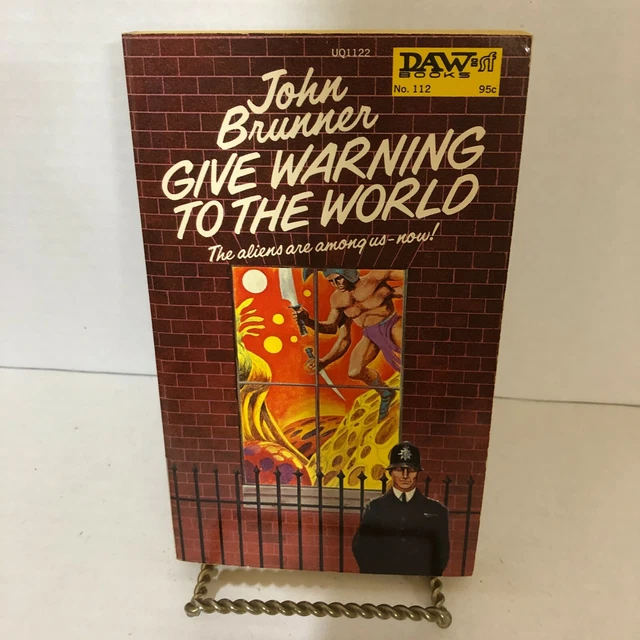 UQ1122
DAW sf
BOOKS
No. 112 95c
John
Brunner
GIVE WARNING
TO THE WORLD
The aliens are among us-now!